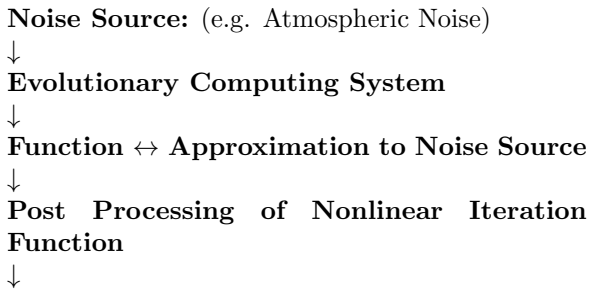 Noise Source: (e.g. Atmospheric Noise)
↓
Evolutionary Computing System
↓
Function ↔ Approximation to Noise Source
↓
Post Processing of Nonlinear Iteration
Function
↓